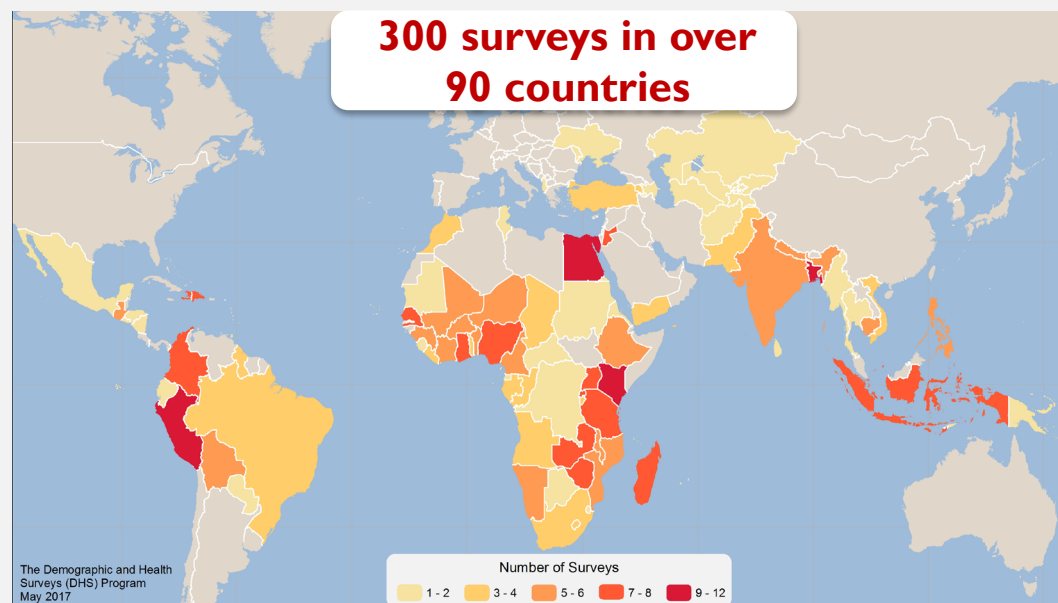 300 surveys in over
90 countries
The Demographic and Health
Surveys (DHS) Program
May 2017
Number of Surveys
1 - 2
3 - 4
5 - 6
7 - 8
9 - 12